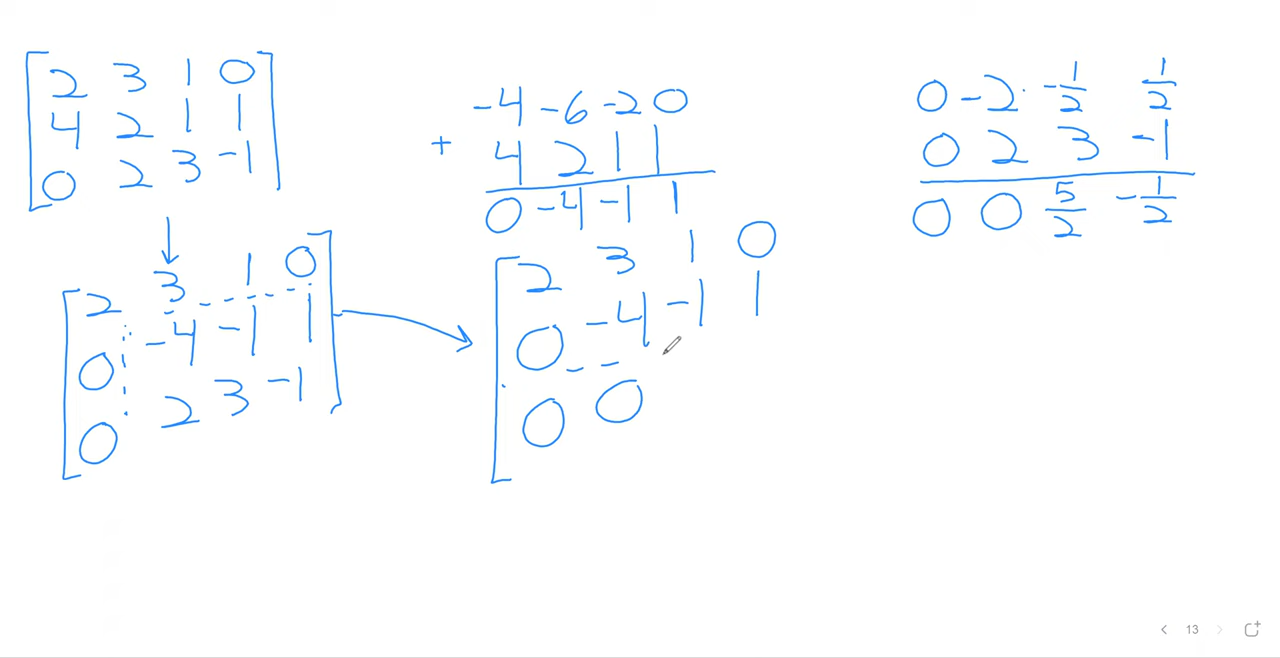 2 3 1 0
4 2 1 1
0 2 3 -1
-4 -6 -2 0
+ 4 2 1 1
0 -4 -1 1
0 -2 -1/2 1/2
0 2 3 -1
0 0 5/2 -1/2
2 3 1 0
0 -4 -1 1
0 2 3 -1
2 3 1 0
0 -4 -1 1
0 0
< 13 >